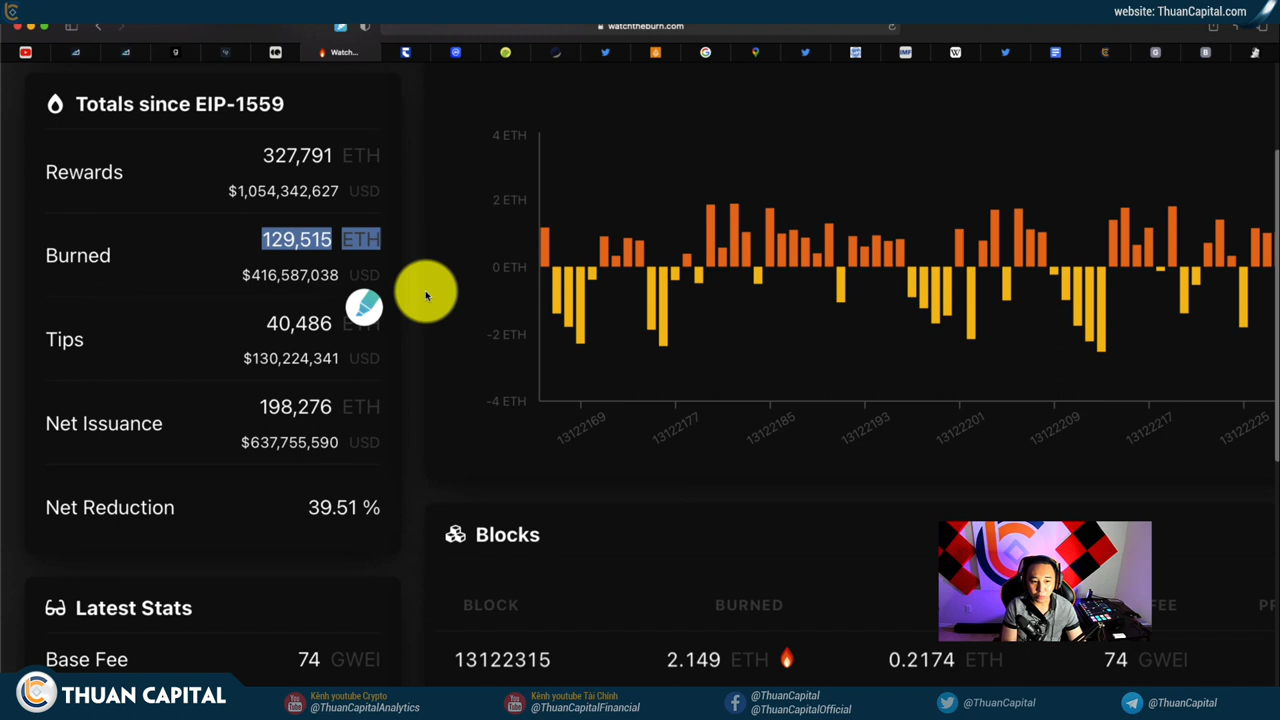 website: ThuanCapital.com
watchtheburn.com
Watch...
Totals since EIP-1559
Rewards
327,791 ETH
$1,054,342,627 USD
Burned
129,515 ETH
$416,587,038 USD
Tips
40,486 ETH
$130,224,341 USD
Net Issuance
198,276 ETH
$637,755,590 USD
Net Reduction
39.51 %
Latest Stats
Base Fee
74 GWEI
4 ETH
2 ETH
0 ETH
-2 ETH
-4 ETH
13122169
13122177
13122185
13122193
13122201
13122209
13122217
13122225
Blocks
BLOCK
BURNED
FEE
13122315
2.149 ETH
0.2174 ETH
74 GWEI
THUAN CAPITAL
Kênh youtube Crypto
@ThuanCapitalAnalytics
Kênh youtube Tài Chính
@ThuanCapitalFinancial
@ThuanCapital
@ThuanCapitalOfficial
@ThuanCapital
@ThuanCapital